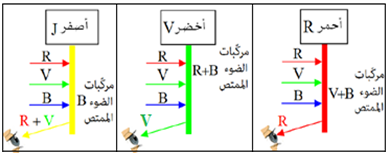 أصفر J
R
V
B
مركّبات
الضوء B
الممتص
R + V
أخضر V
R
V
B
مركّبات
الضوء R+B
الممتص
V
أحمر R
R
V
B
مركّبات
الضوء
V+B الممتص
R